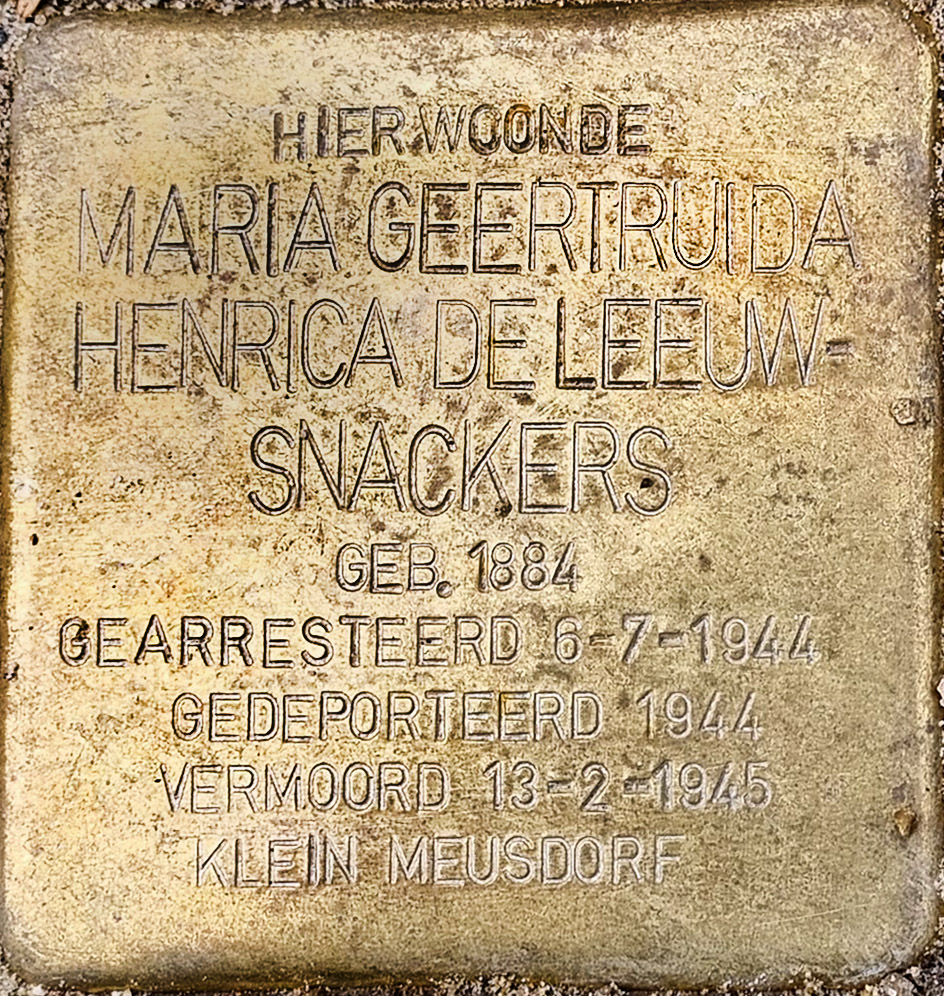 HIER WOONDE
MARIA GEERTRUIDA
HENRICA DE LEEUW-
SNACKERS
GEB. 1884
GEARRESTEERD 6-7-1944
GEDEPORTEERD 1944
VERMOORD 13-2-1945
KLEIN MEUSDORF